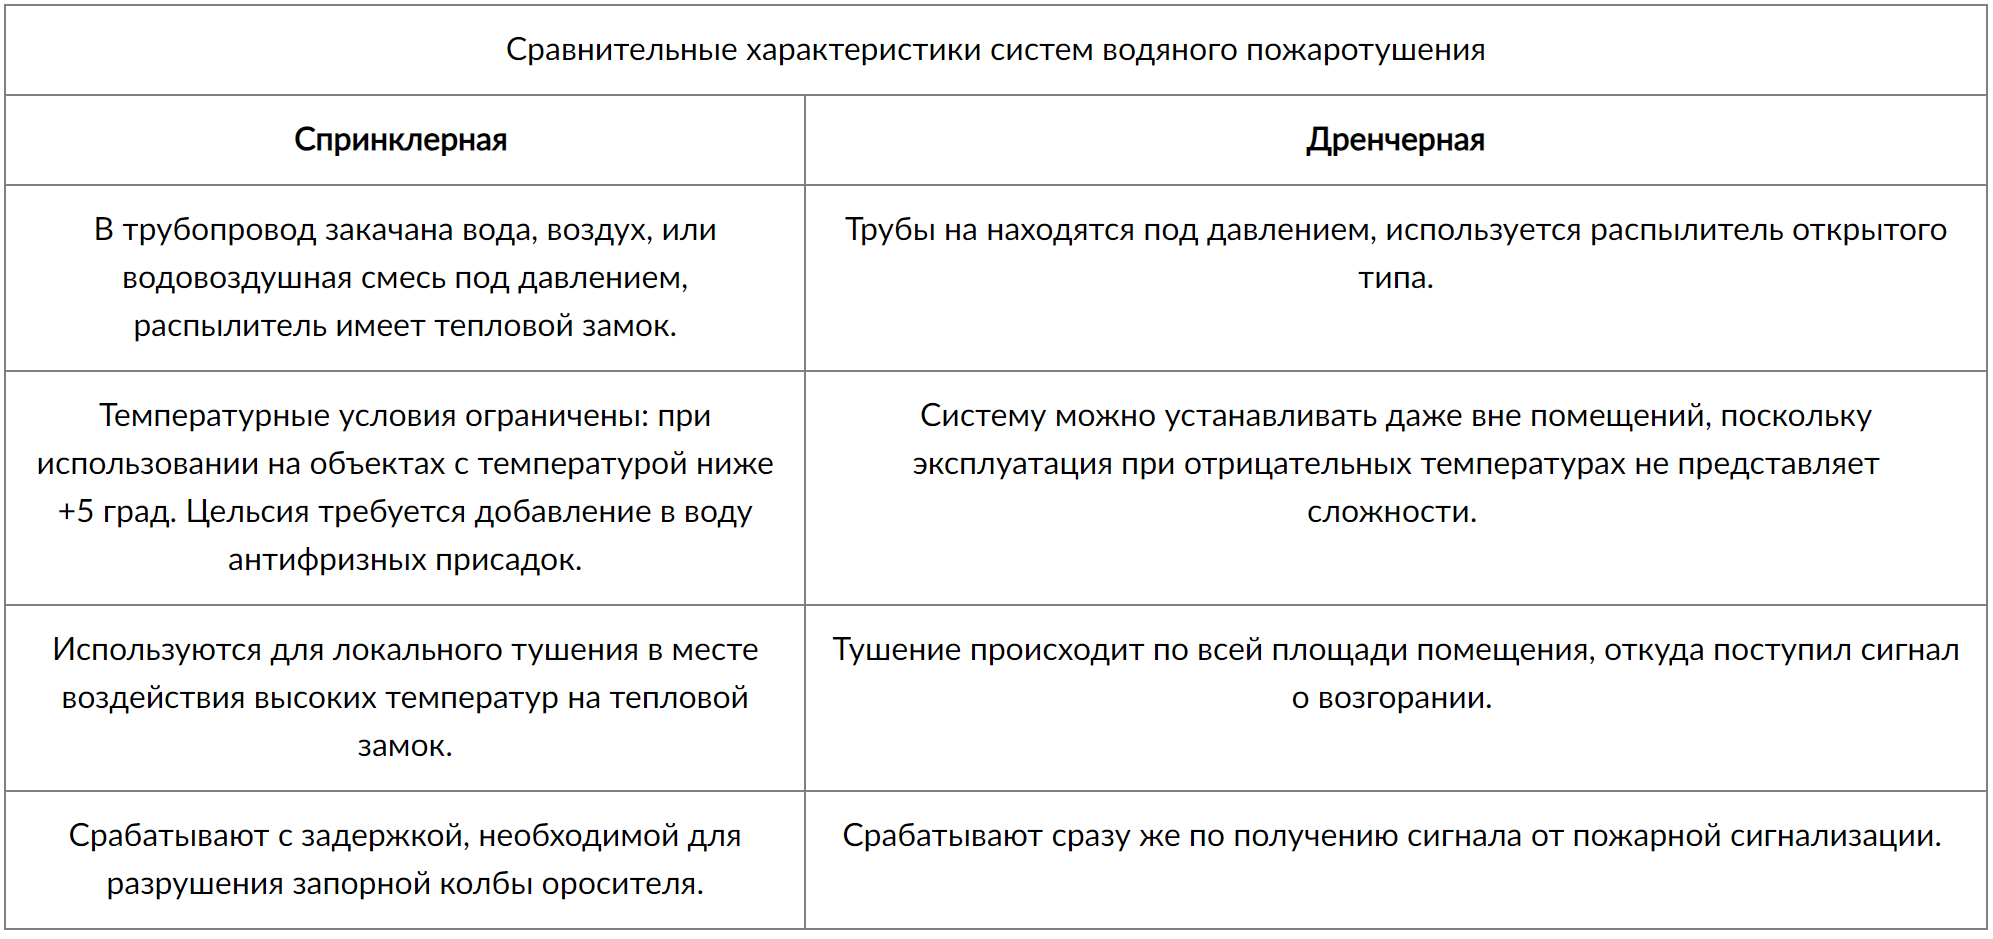 Сравнительные характеристики систем водяного пожаротушения
Спринклерная
Дренчерная
В трубопровод закачана вода, воздух, или
водовоздушная смесь под давлением,
распылитель имеет тепловой замок.
Трубы на находятся под давлением, используется распылитель открытого
типа.
Температурные условия ограничены: при
использовании на объектах с температурой ниже
+5 град. Цельсия требуется добавление в воду
антифризных присадок.
Систему можно устанавливать даже вне помещений, поскольку
эксплуатация при отрицательных температурах не представляет
сложности.
Используются для локального тушения в месте
воздействия высоких температур на тепловой
замок.
Тушение происходит по всей площади помещения, откуда поступил сигнал
о возгорании.
Срабатывают с задержкой, необходимой для
разрушения запорной колбы оросителя.
Срабатывают сразу же по получению сигнала от пожарной сигнализации.